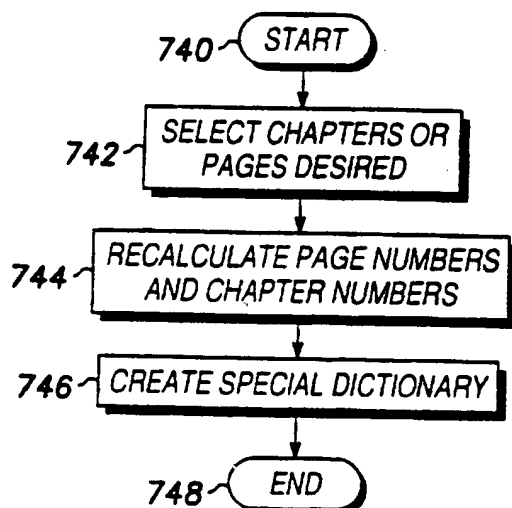 740 START
742 SELECT CHAPTERS OR
PAGES DESIRED
744 RECALCULATE PAGE NUMBERS
AND CHAPTER NUMBERS
746 CREATE SPECIAL DICTIONARY
748 END